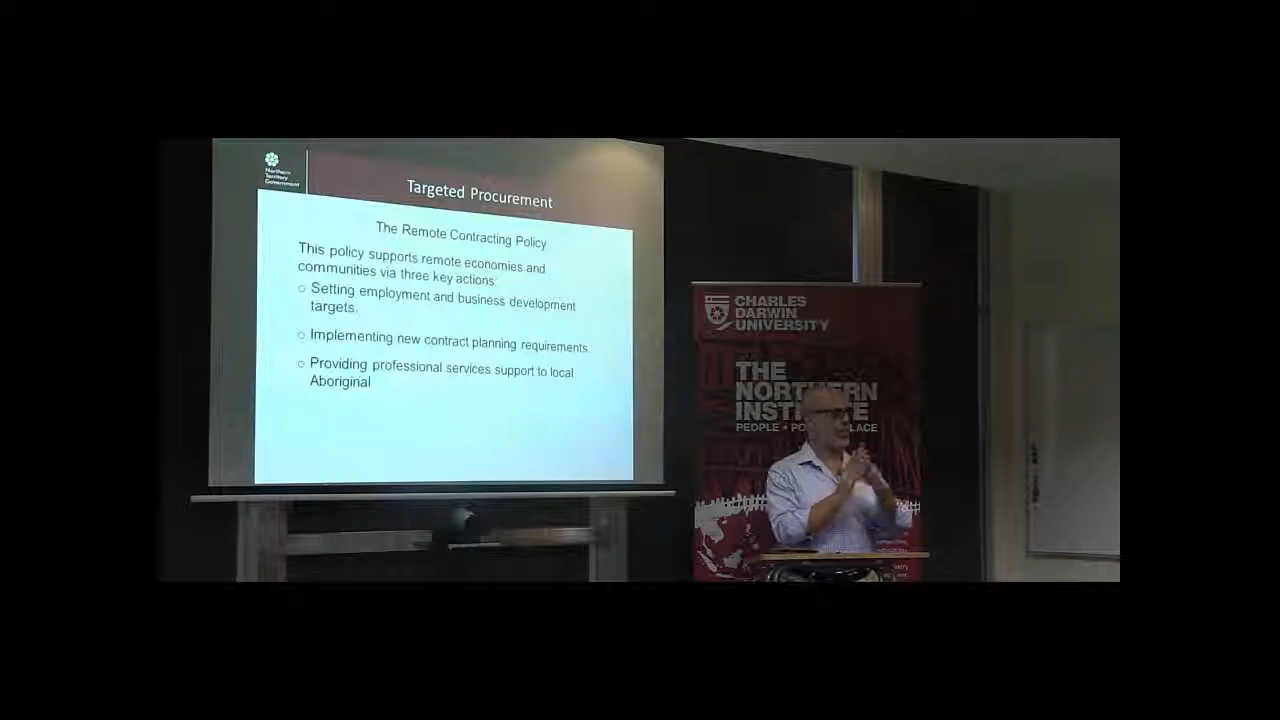 Northern
Territory
Government
Targeted Procurement
The Remote Contracting Policy
This policy supports remote economies and
communities via three key actions:
Setting employment and business development
targets.
Implementing new contract planning requirements.
Providing professional services support to local
Aboriginal
CHARLES
DARWIN
UNIVERSITY
THE
NORTHERN
INST TE
PEOPLE • PO LACE